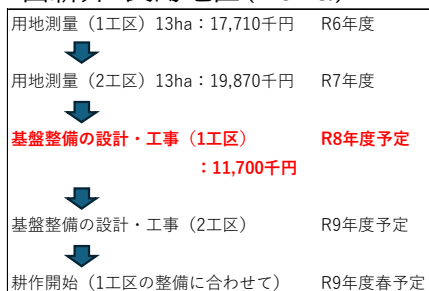 用地測量（1工区）13ha：17,710千円　R6年度
用地測量（2工区）13ha：19,870千円　R7年度
基盤整備の設計・工事（1工区）　R8年度予定
：11,700千円
基盤整備の設計・工事（2工区）　R9年度予定
耕作開始（1工区の整備に合わせて）　R9年度春予定